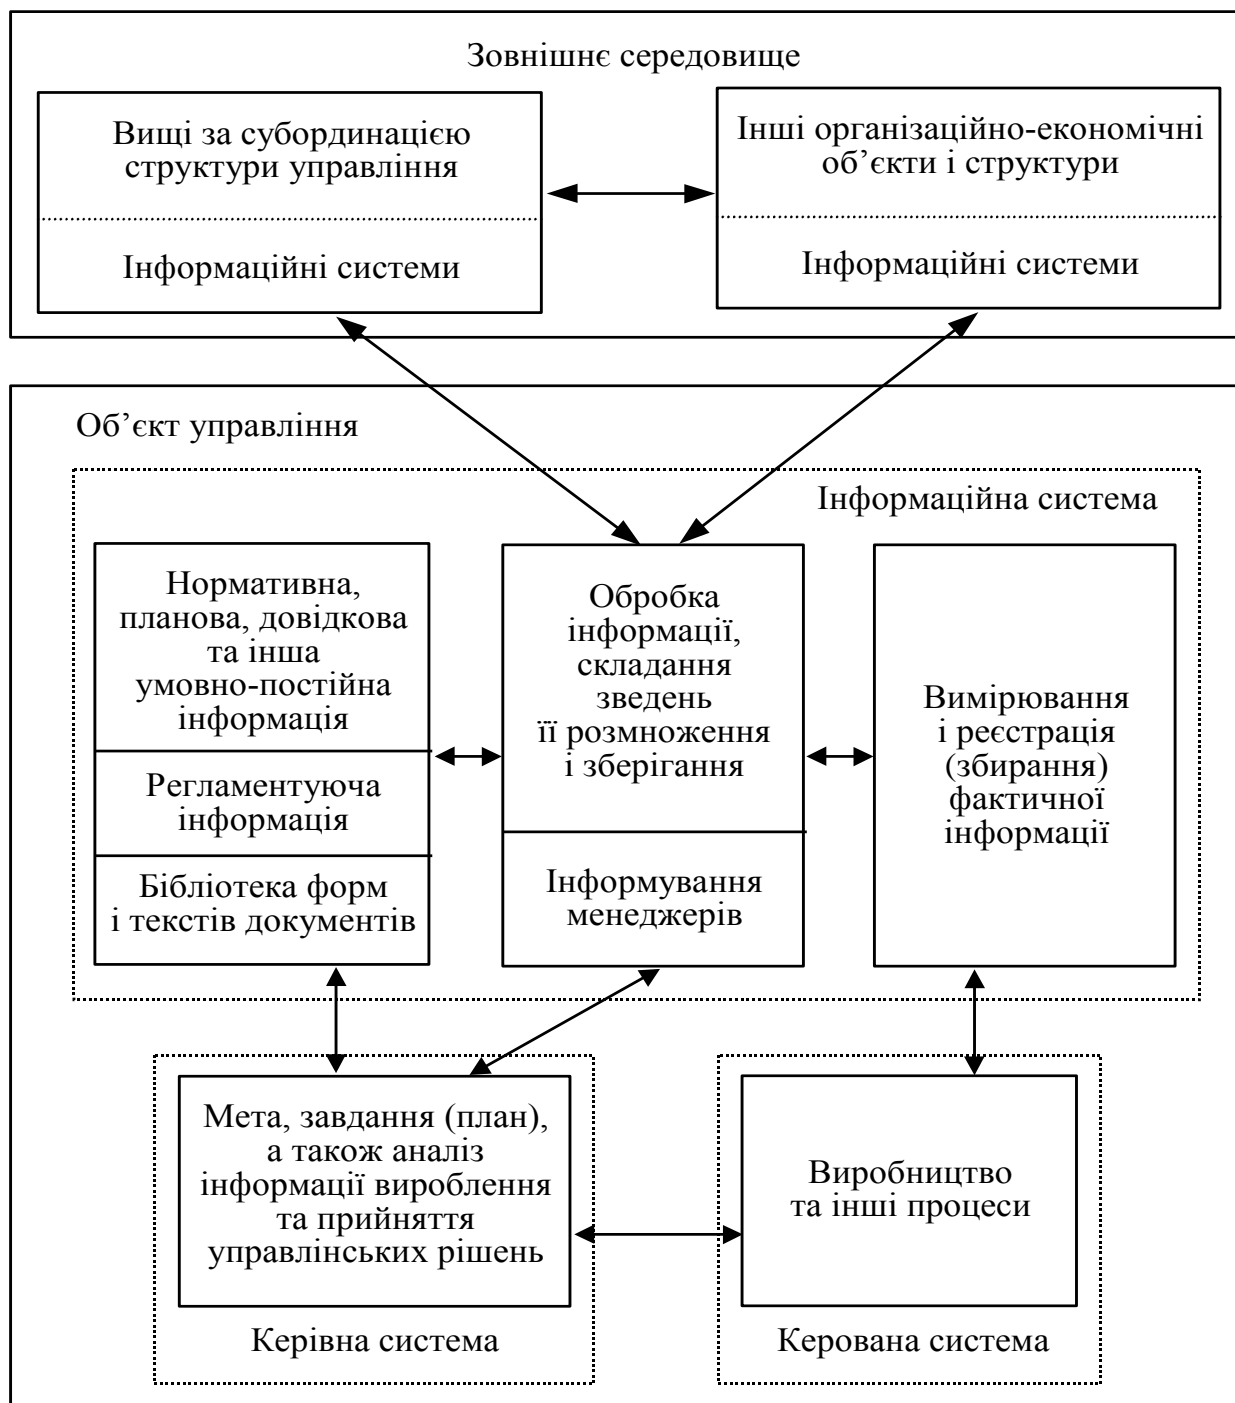 Зовнішнє середовище
Вищі за субординацією
структури управління
Інформаційні системи
Інші організаційно-економічні
об’єкти і структури
Інформаційні системи
Об’єкт управління
Інформаційна система
Нормативна,
планова, довідкова
та інша
умовно-постійна
інформація
Регламентуюча
інформація
Бібліотека форм
і текстів документів
Обробка
інформації,
складання
зведень
її розмноження
і зберігання
Інформування
менеджерів
Вимірювання
і реєстрація
(збирання)
фактичної
інформації
Мета, завдання (план),
а також аналіз
інформації вироблення
та прийняття
управлінських рішень
Керівна система
Виробництво
та інші процеси
Керована система